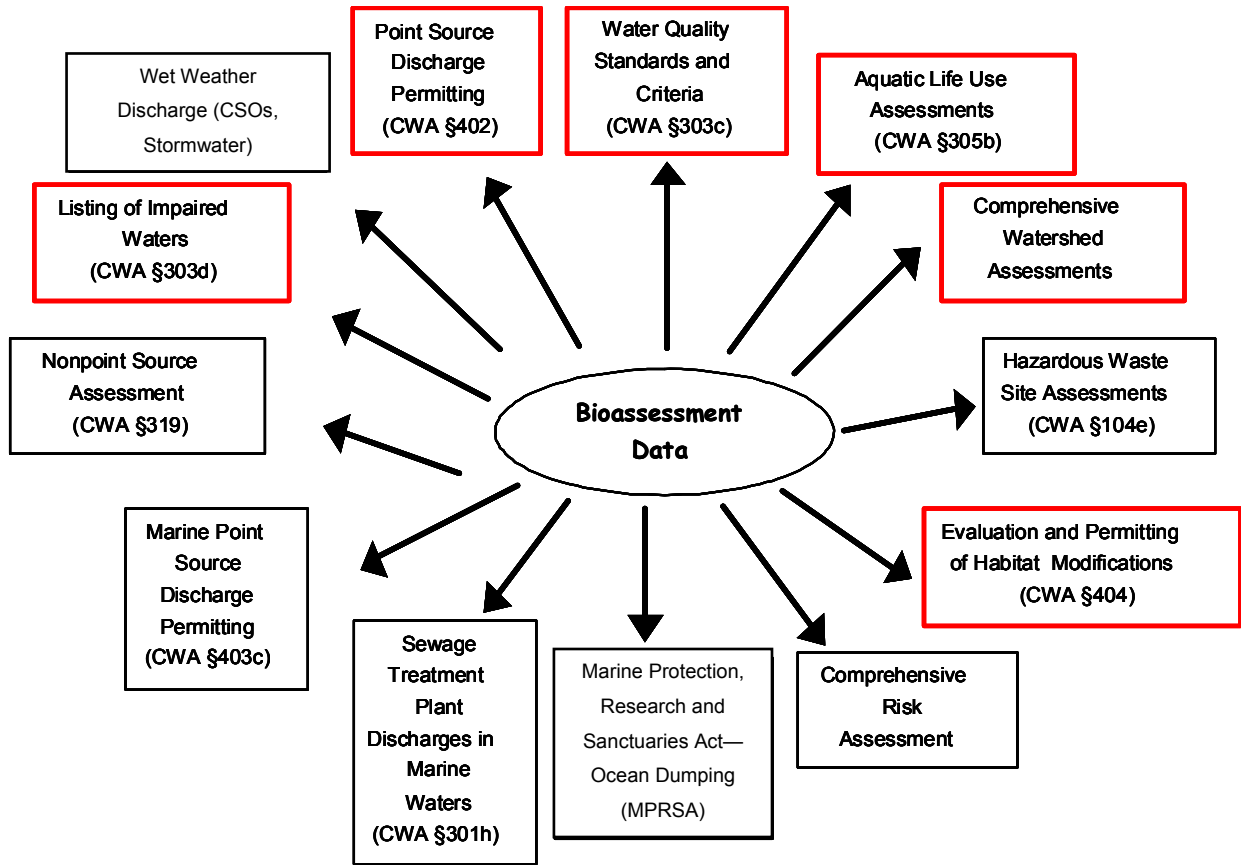 Point Source
Discharge
Permitting
(CWA §402)
Water Quality
Standards and
Criteria
(CWA §303c)
Wet Weather
Discharge (CSOs,
Stormwater)
Aquatic Life Use
Assessments
(CWA §305b)
Listing of Impaired
Waters
(CWA §303d)
Comprehensive
Watershed
Assessments
Nonpoint Source
Assessment
(CWA §319)
Hazardous Waste
Site Assessments
(CWA §104e)
Bioassessment
Data
Marine Point
Source
Discharge
Permitting
(CWA §403c)
Evaluation and Permitting
of Habitat Modifications
(CWA §404)
Sewage
Treatment
Plant
Discharges in
Marine
Waters
(CWA §301h)
Marine Protection,
Research and
Sanctuaries Act—
Ocean Dumping
(MPRSA)
Comprehensive
Risk
Assessment